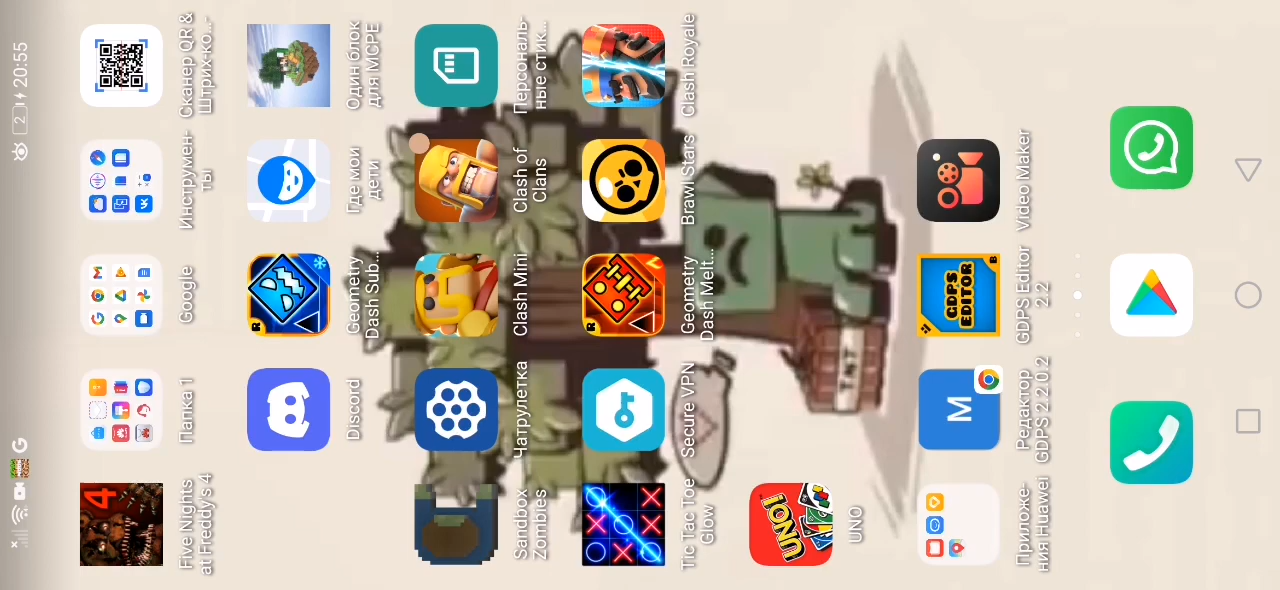 2 20:55
4
Five Nights
at Freddy's 4
Папка 1
Google
Инструмен-
ты
Сканер QR &
Штрих-ко...-
Discord
Geometry
Dash Sub...
Где мои
дети
Один блок
для MCPE
Sandbox
Zombies
Чатрулетка
Clash Mini
Clash of
Clans
Персональ-
ные стик...
Tic Tac Toe
Glow
Secure VPN
Geometry
Dash Melt...
Brawl Stars
Clash Royale
UNO!
UNO
TNT
Приложе-
ния Huawei
M
Редактор
GDPS 2.2.0.2
GDPS
EDITOR
GDPS Editor
2.2
Video Maker